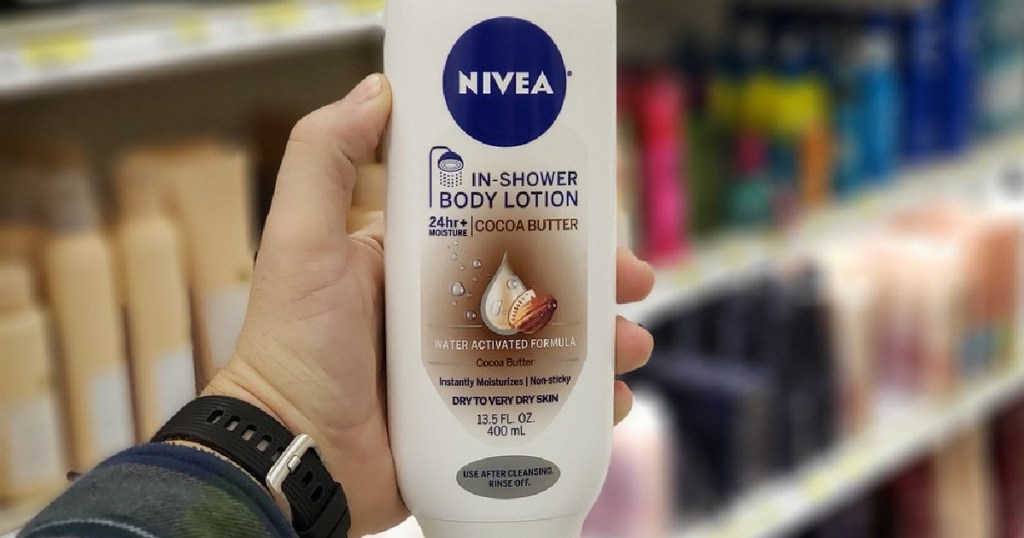 NIVEA
IN-SHOWER
BODY LOTION
24hr+
MOISTURE
COCOA BUTTER
WATER ACTIVATED FORMULA
Cocoa Butter
Instantly Moisturizes | Non-sticky
DRY TO VERY DRY SKIN
13.5 FL. OZ.
400 mL
USE AFTER CLEANSING.
RINSE OFF.